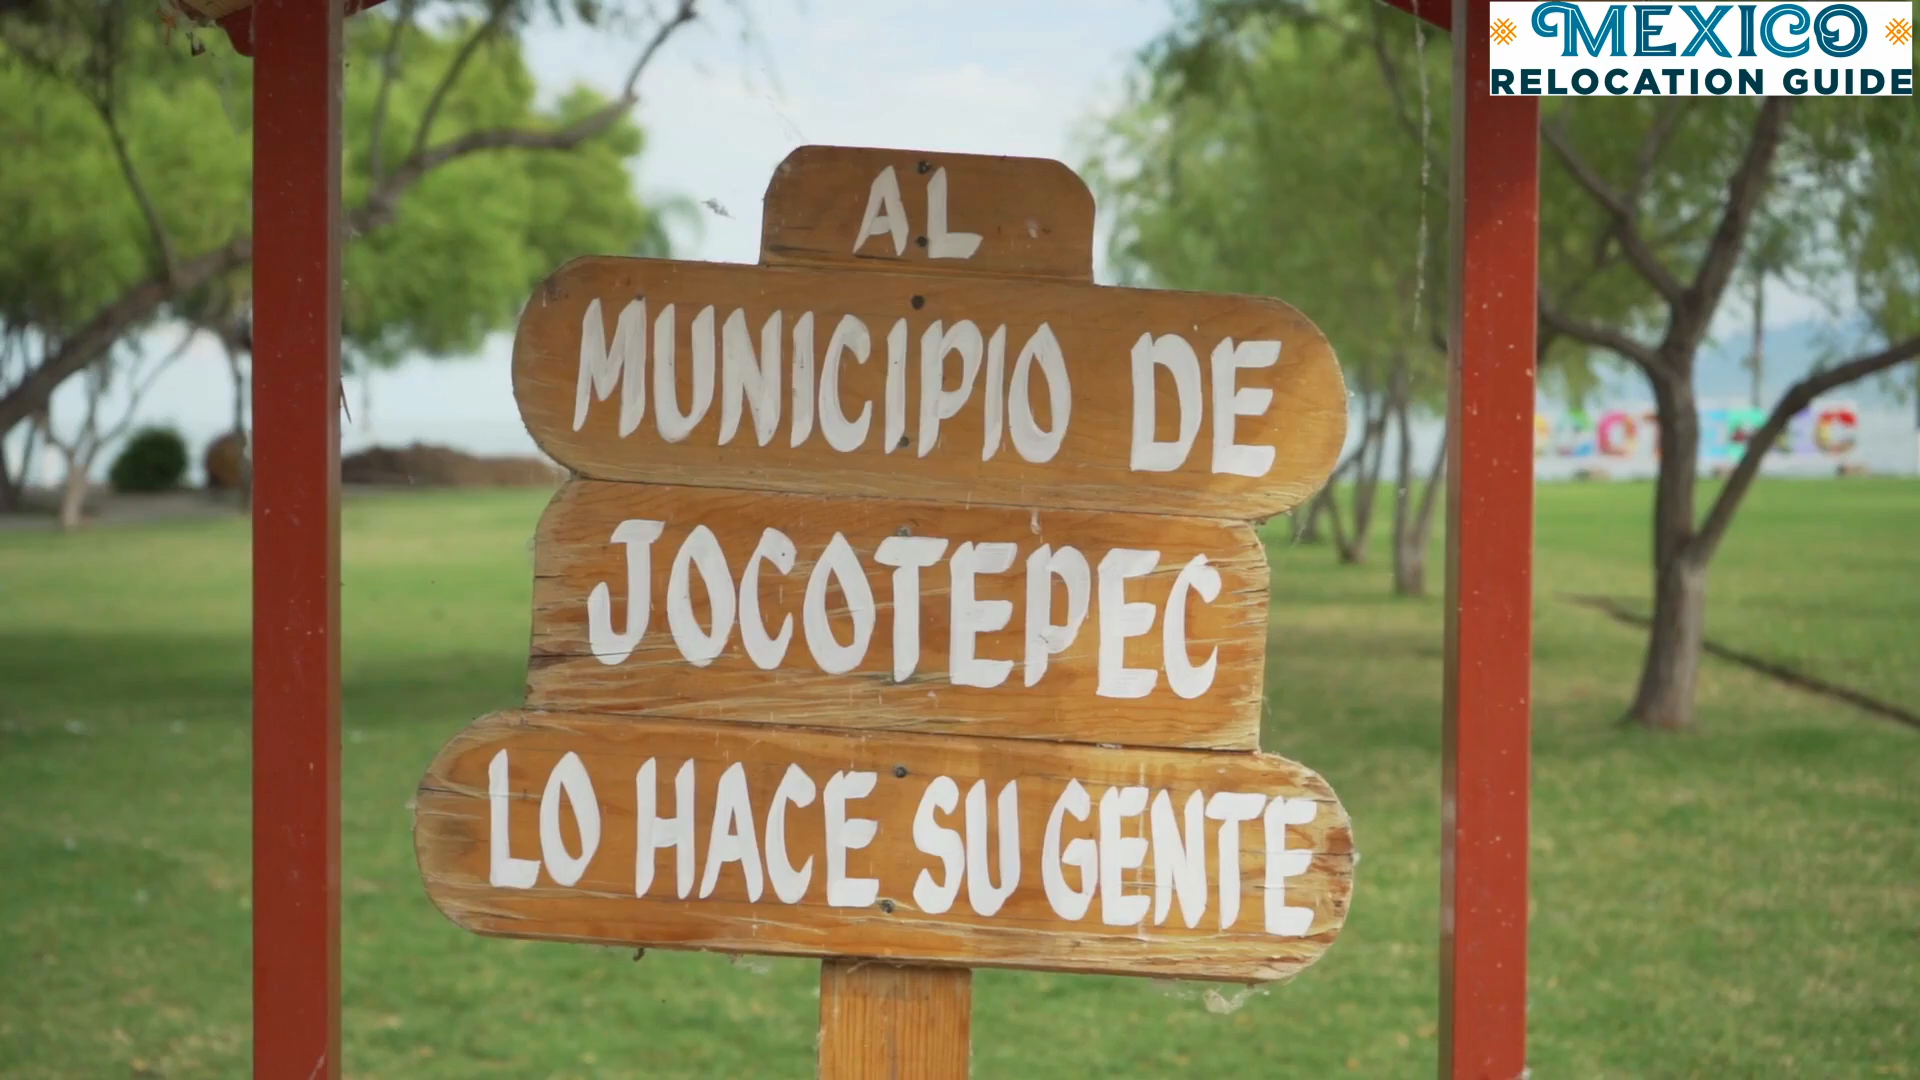 MEXICO
RELOCATION GUIDE
AL
MUNICIPIO DE
JOCOTEPEC
LO HACE SU GENTE